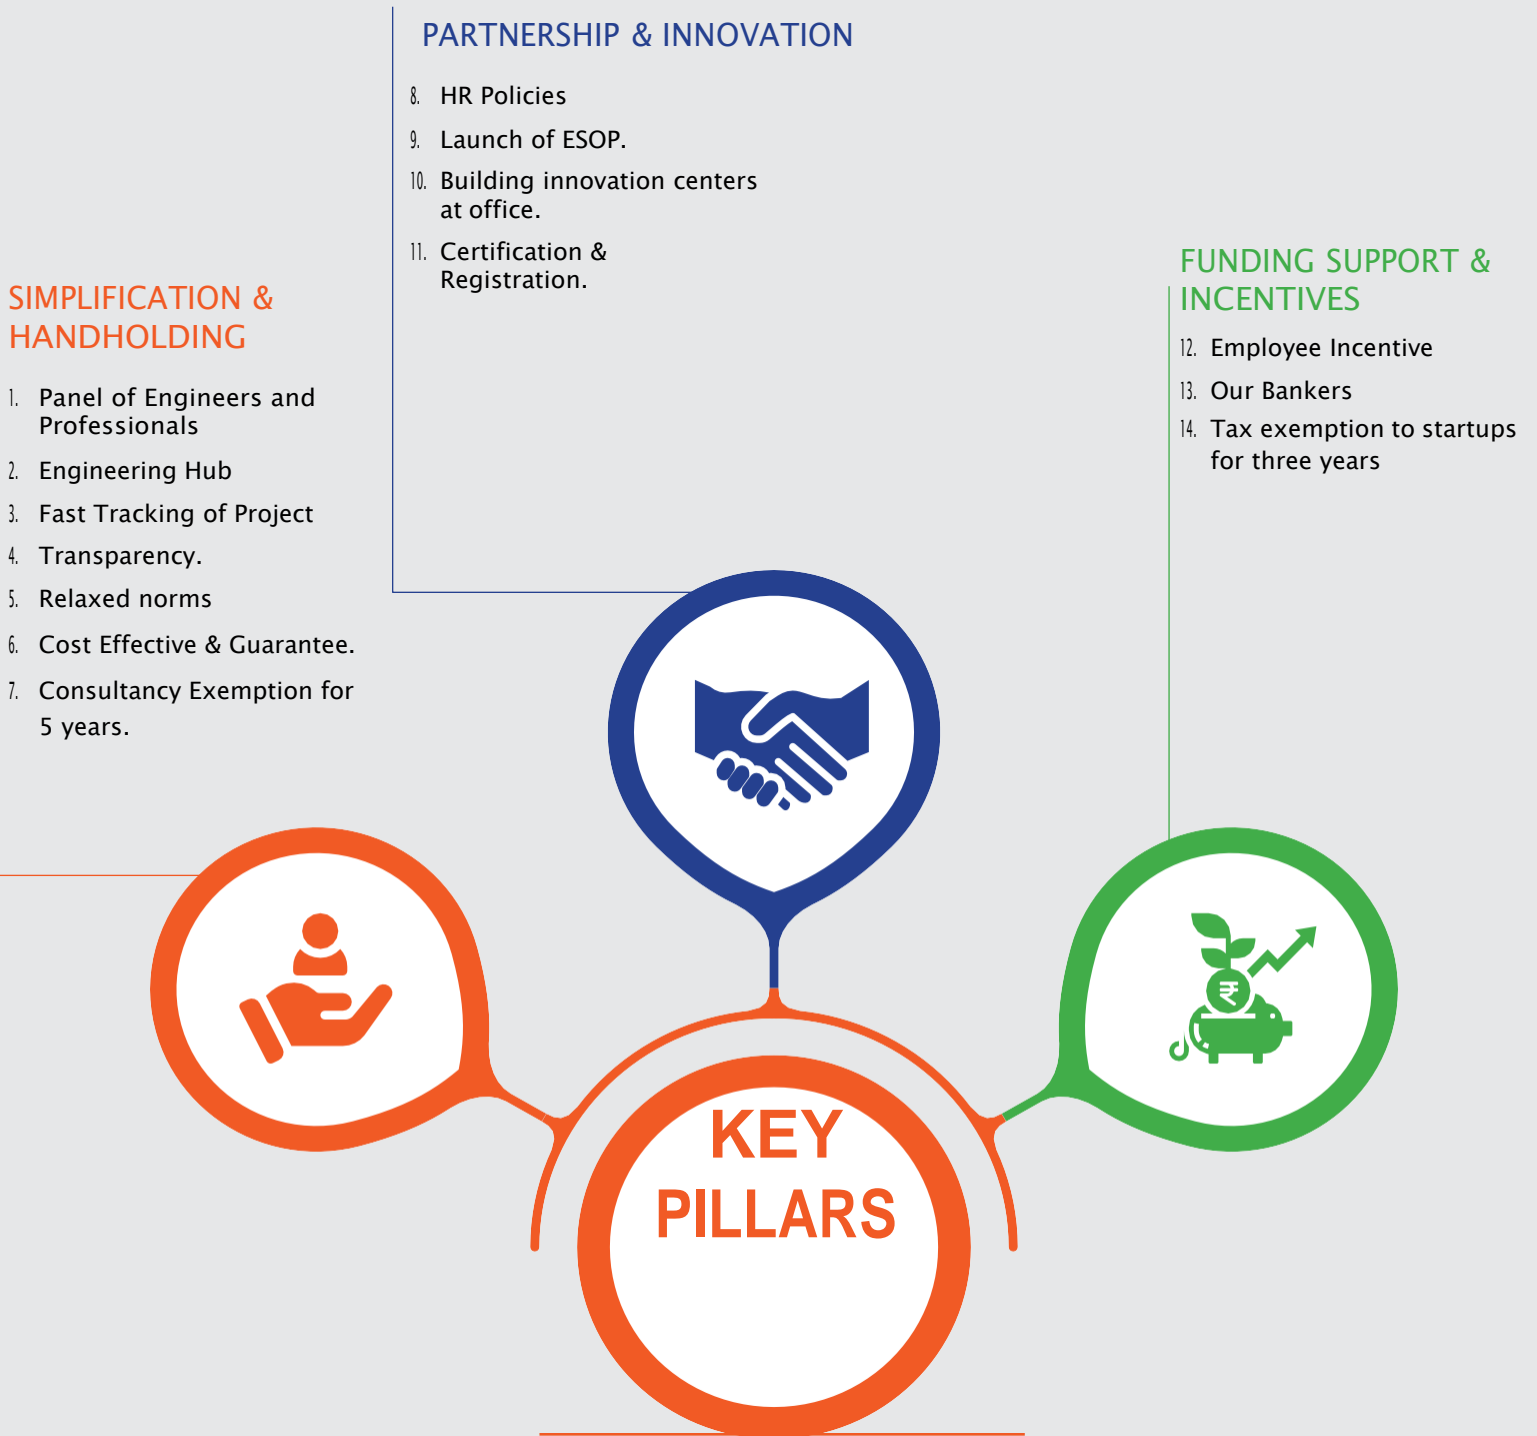 PARTNERSHIP & INNOVATION
8. HR Policies
9. Launch of ESOP.
10. Building innovation centers
at office.
11. Certification &
Registration.
SIMPLIFICATION &
HANDHOLDING
1. Panel of Engineers and
Professionals
2. Engineering Hub
3. Fast Tracking of Project
4. Transparency.
5. Relaxed norms
6. Cost Effective & Guarantee.
7. Consultancy Exemption for
5 years.
FUNDING SUPPORT &
INCENTIVES
12. Employee Incentive
13. Our Bankers
14. Tax exemption to startups
for three years
₹
KEY
PILLARS